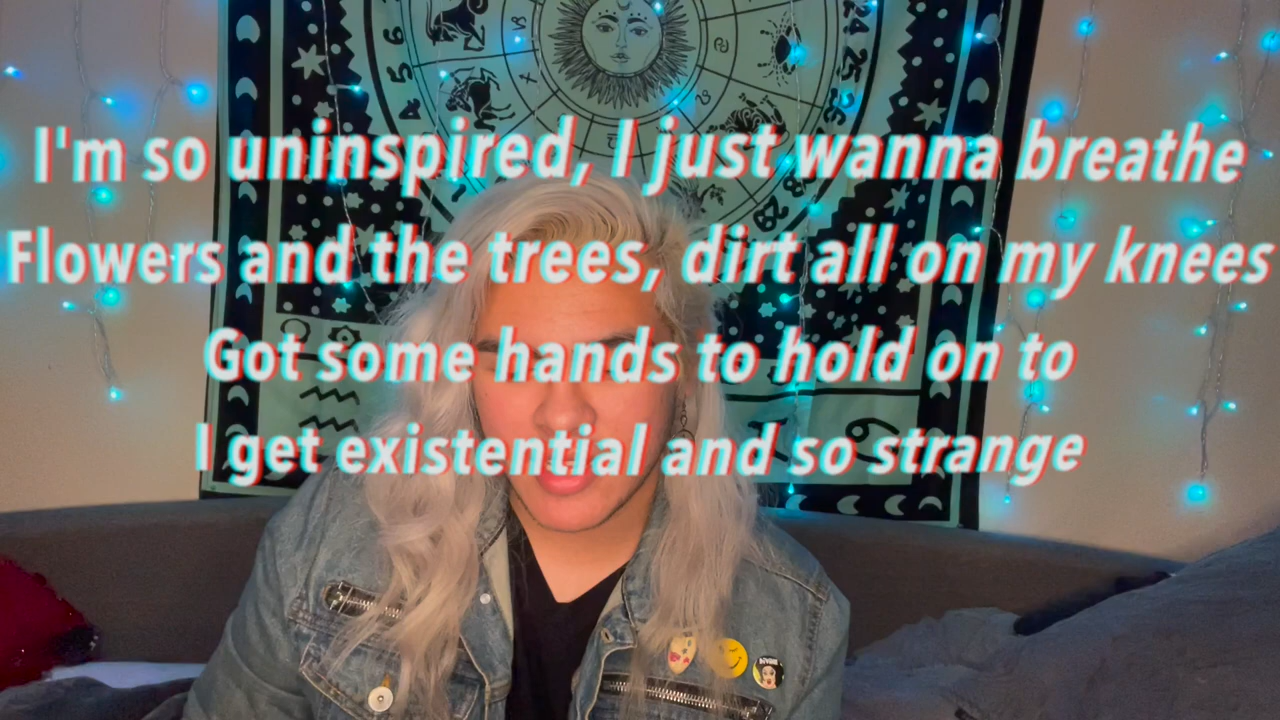 I'm so uninspired, I just wanna breathe
Flowers and the trees, dirt all on my knees
Got some hands to hold on to
I get existential and so strange